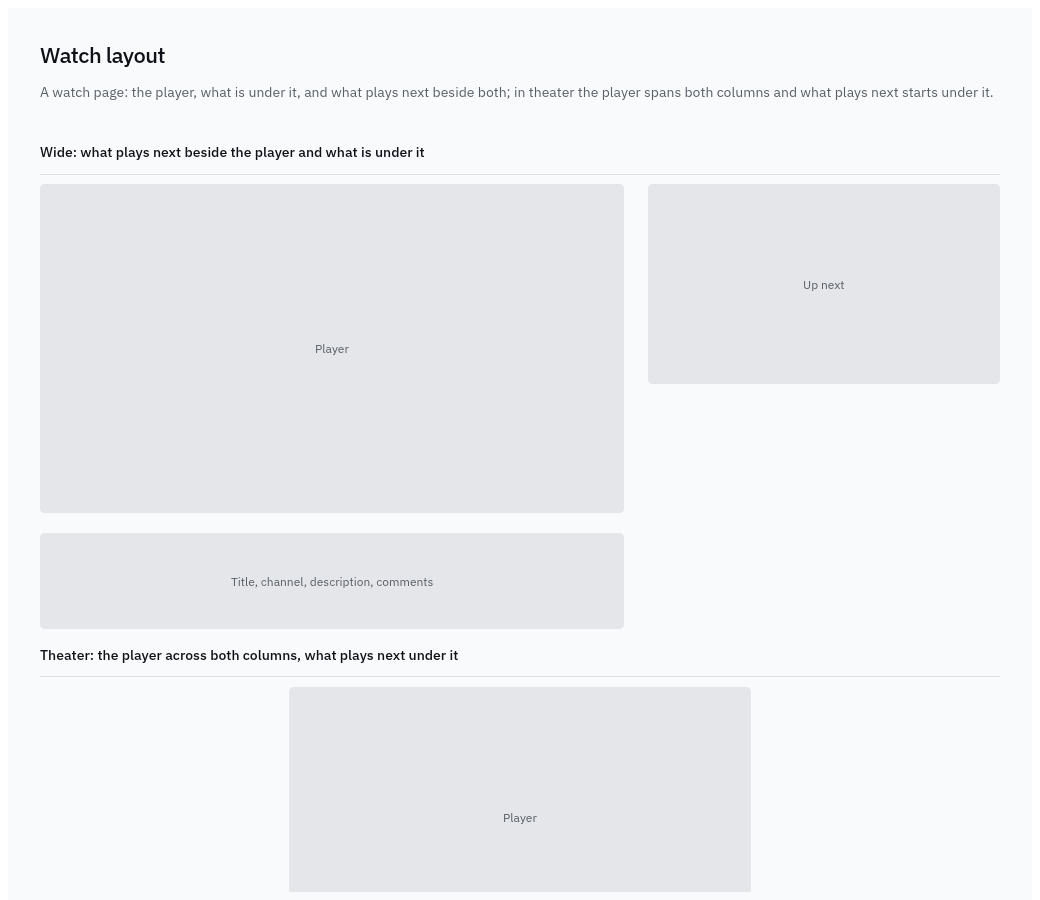 Watch layout
A watch page: the player, what is under it, and what plays next beside both; in theater the player spans both columns and what plays next starts under it.
Wide: what plays next beside the player and what is under it
Player
Up next
Title, channel, description, comments
Theater: the player across both columns, what plays next under it
Player